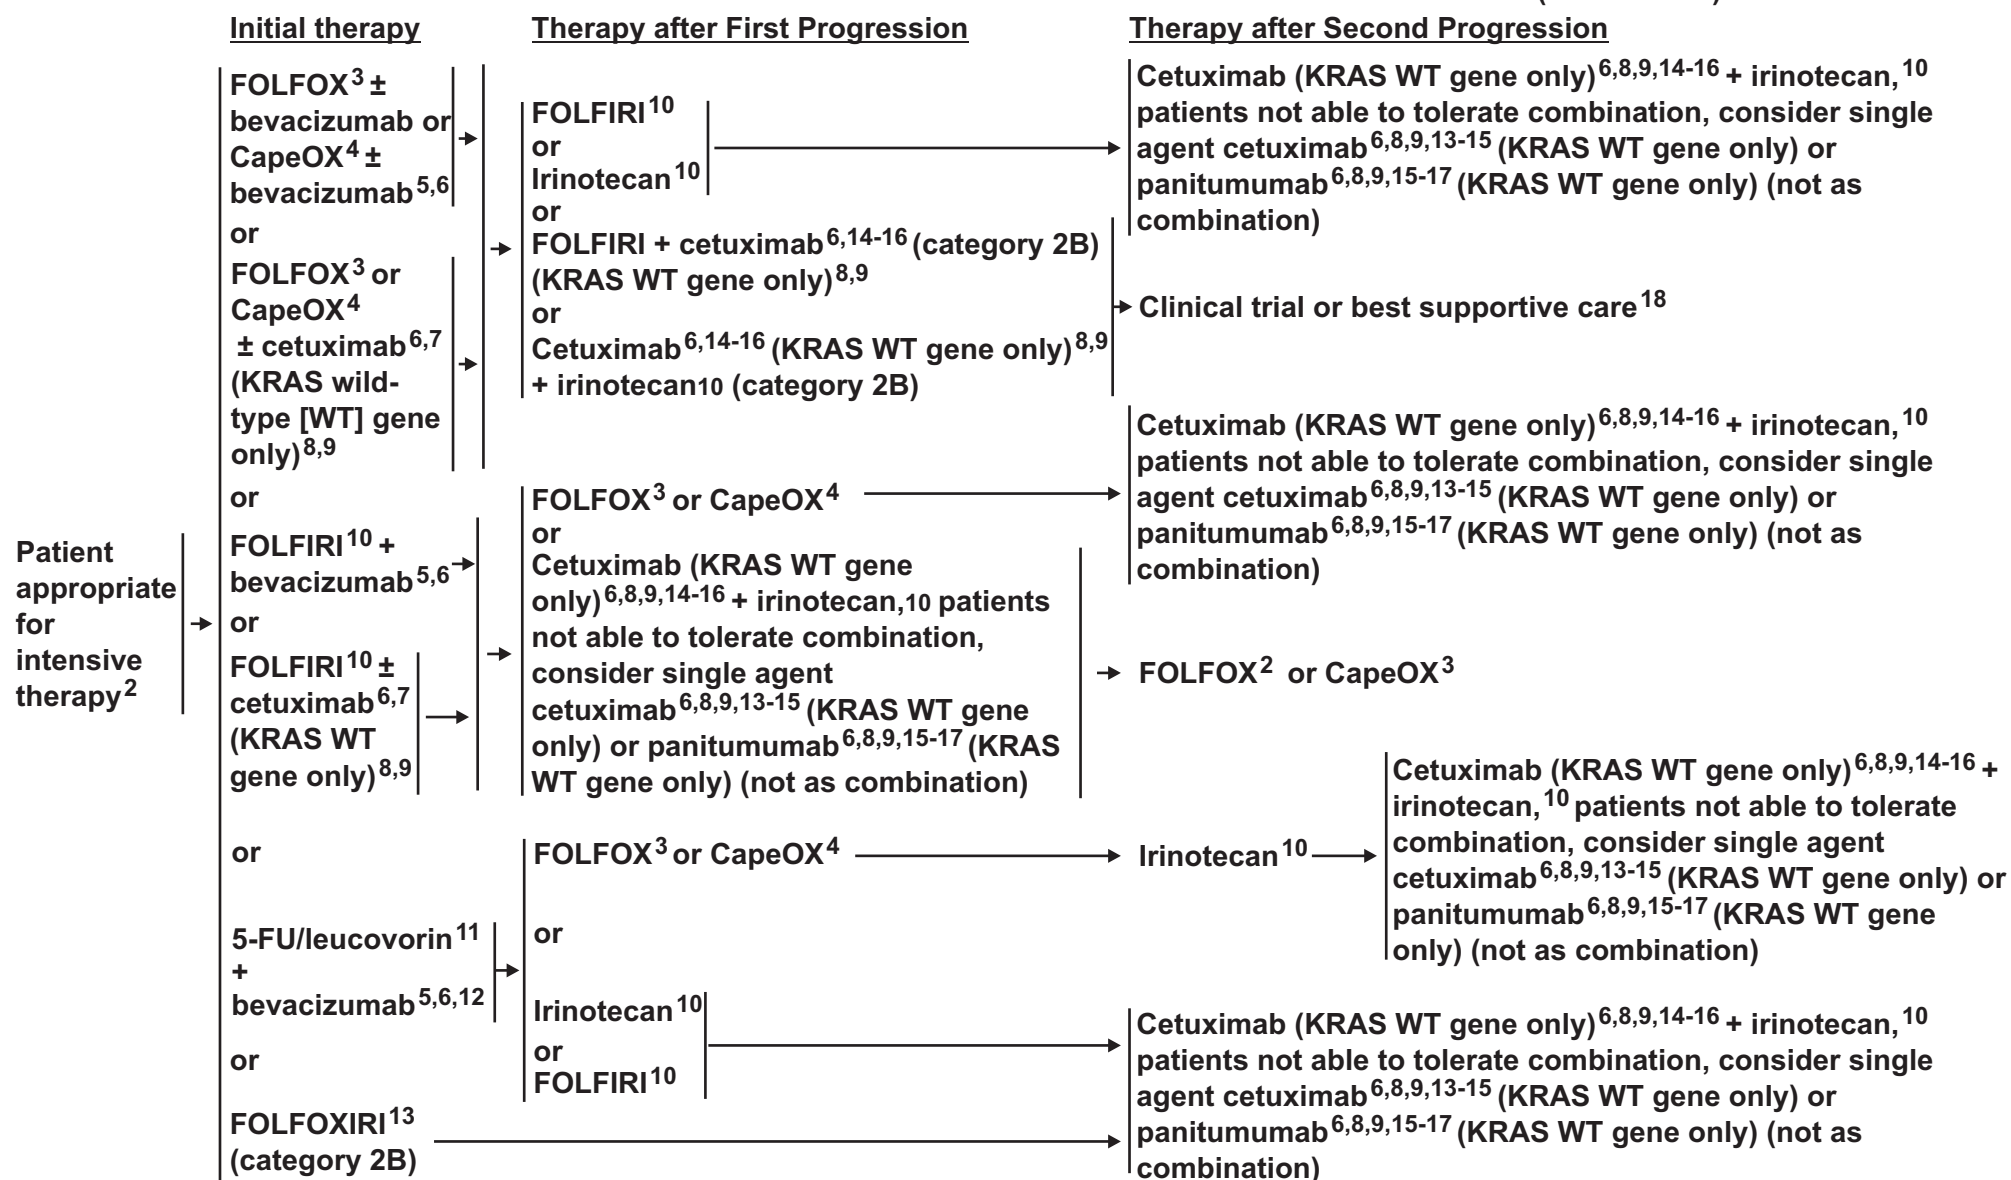 Initial therapy
Therapy after First Progression
Therapy after Second Progression
Patient
appropriate
for
intensive
therapy2
FOLFOX3 ±
bevacizumab or
CapeOX4 ±
bevacizumab5,6
or
FOLFOX3 or
CapeOX4
± cetuximab6,7
(KRAS wild-
type [WT] gene
only)8,9
or
FOLFIRI10 +
bevacizumab5,6
or
FOLFIRI10 ±
cetuximab6,7
(KRAS WT
gene only)8,9
or
5-FU/leucovorin11
+
bevacizumab5,6,12
or
FOLFOXIRI13
(category 2B)
FOLFIRI10
or
Irinotecan10
or
FOLFIRI + cetuximab6,14-16 (category 2B)
(KRAS WT gene only)8,9
or
Cetuximab6,14-16 (KRAS WT gene only)8,9
+ irinotecan10 (category 2B)
FOLFOX3 or CapeOX4
or
Cetuximab (KRAS WT gene
only)6,8,9,14-16 + irinotecan,10 patients
not able to tolerate combination,
consider single agent
cetuximab6,8,9,13-15 (KRAS WT gene
only) or panitumumab6,8,9,15-17 (KRAS
WT gene only) (not as combination)
FOLFOX3 or CapeOX4
or
Irinotecan10
or
FOLFIRI10
Cetuximab (KRAS WT gene only)6,8,9,14-16 + irinotecan,10
patients not able to tolerate combination, consider single
agent cetuximab6,8,9,13-15 (KRAS WT gene only) or
panitumumab6,8,9,15-17 (KRAS WT gene only) (not as
combination)
Clinical trial or best supportive care18
Cetuximab (KRAS WT gene only)6,8,9,14-16 + irinotecan,10
patients not able to tolerate combination, consider single
agent cetuximab6,8,9,13-15 (KRAS WT gene only) or
panitumumab6,8,9,15-17 (KRAS WT gene only) (not as
combination)
FOLFOX2 or CapeOX3
Irinotecan10
Cetuximab (KRAS WT gene only)6,8,9,14-16 +
irinotecan,10 patients not able to tolerate
combination, consider single agent
cetuximab6,8,9,13-15 (KRAS WT gene only) or
panitumumab6,8,9,15-17 (KRAS WT gene
only) (not as combination)
Cetuximab (KRAS WT gene only)6,8,9,14-16 + irinotecan,10
patients not able to tolerate combination, consider single
agent cetuximab6,8,9,13-15 (KRAS WT gene only) or
panitumumab6,8,9,15-17 (KRAS WT gene only) (not as
combination)